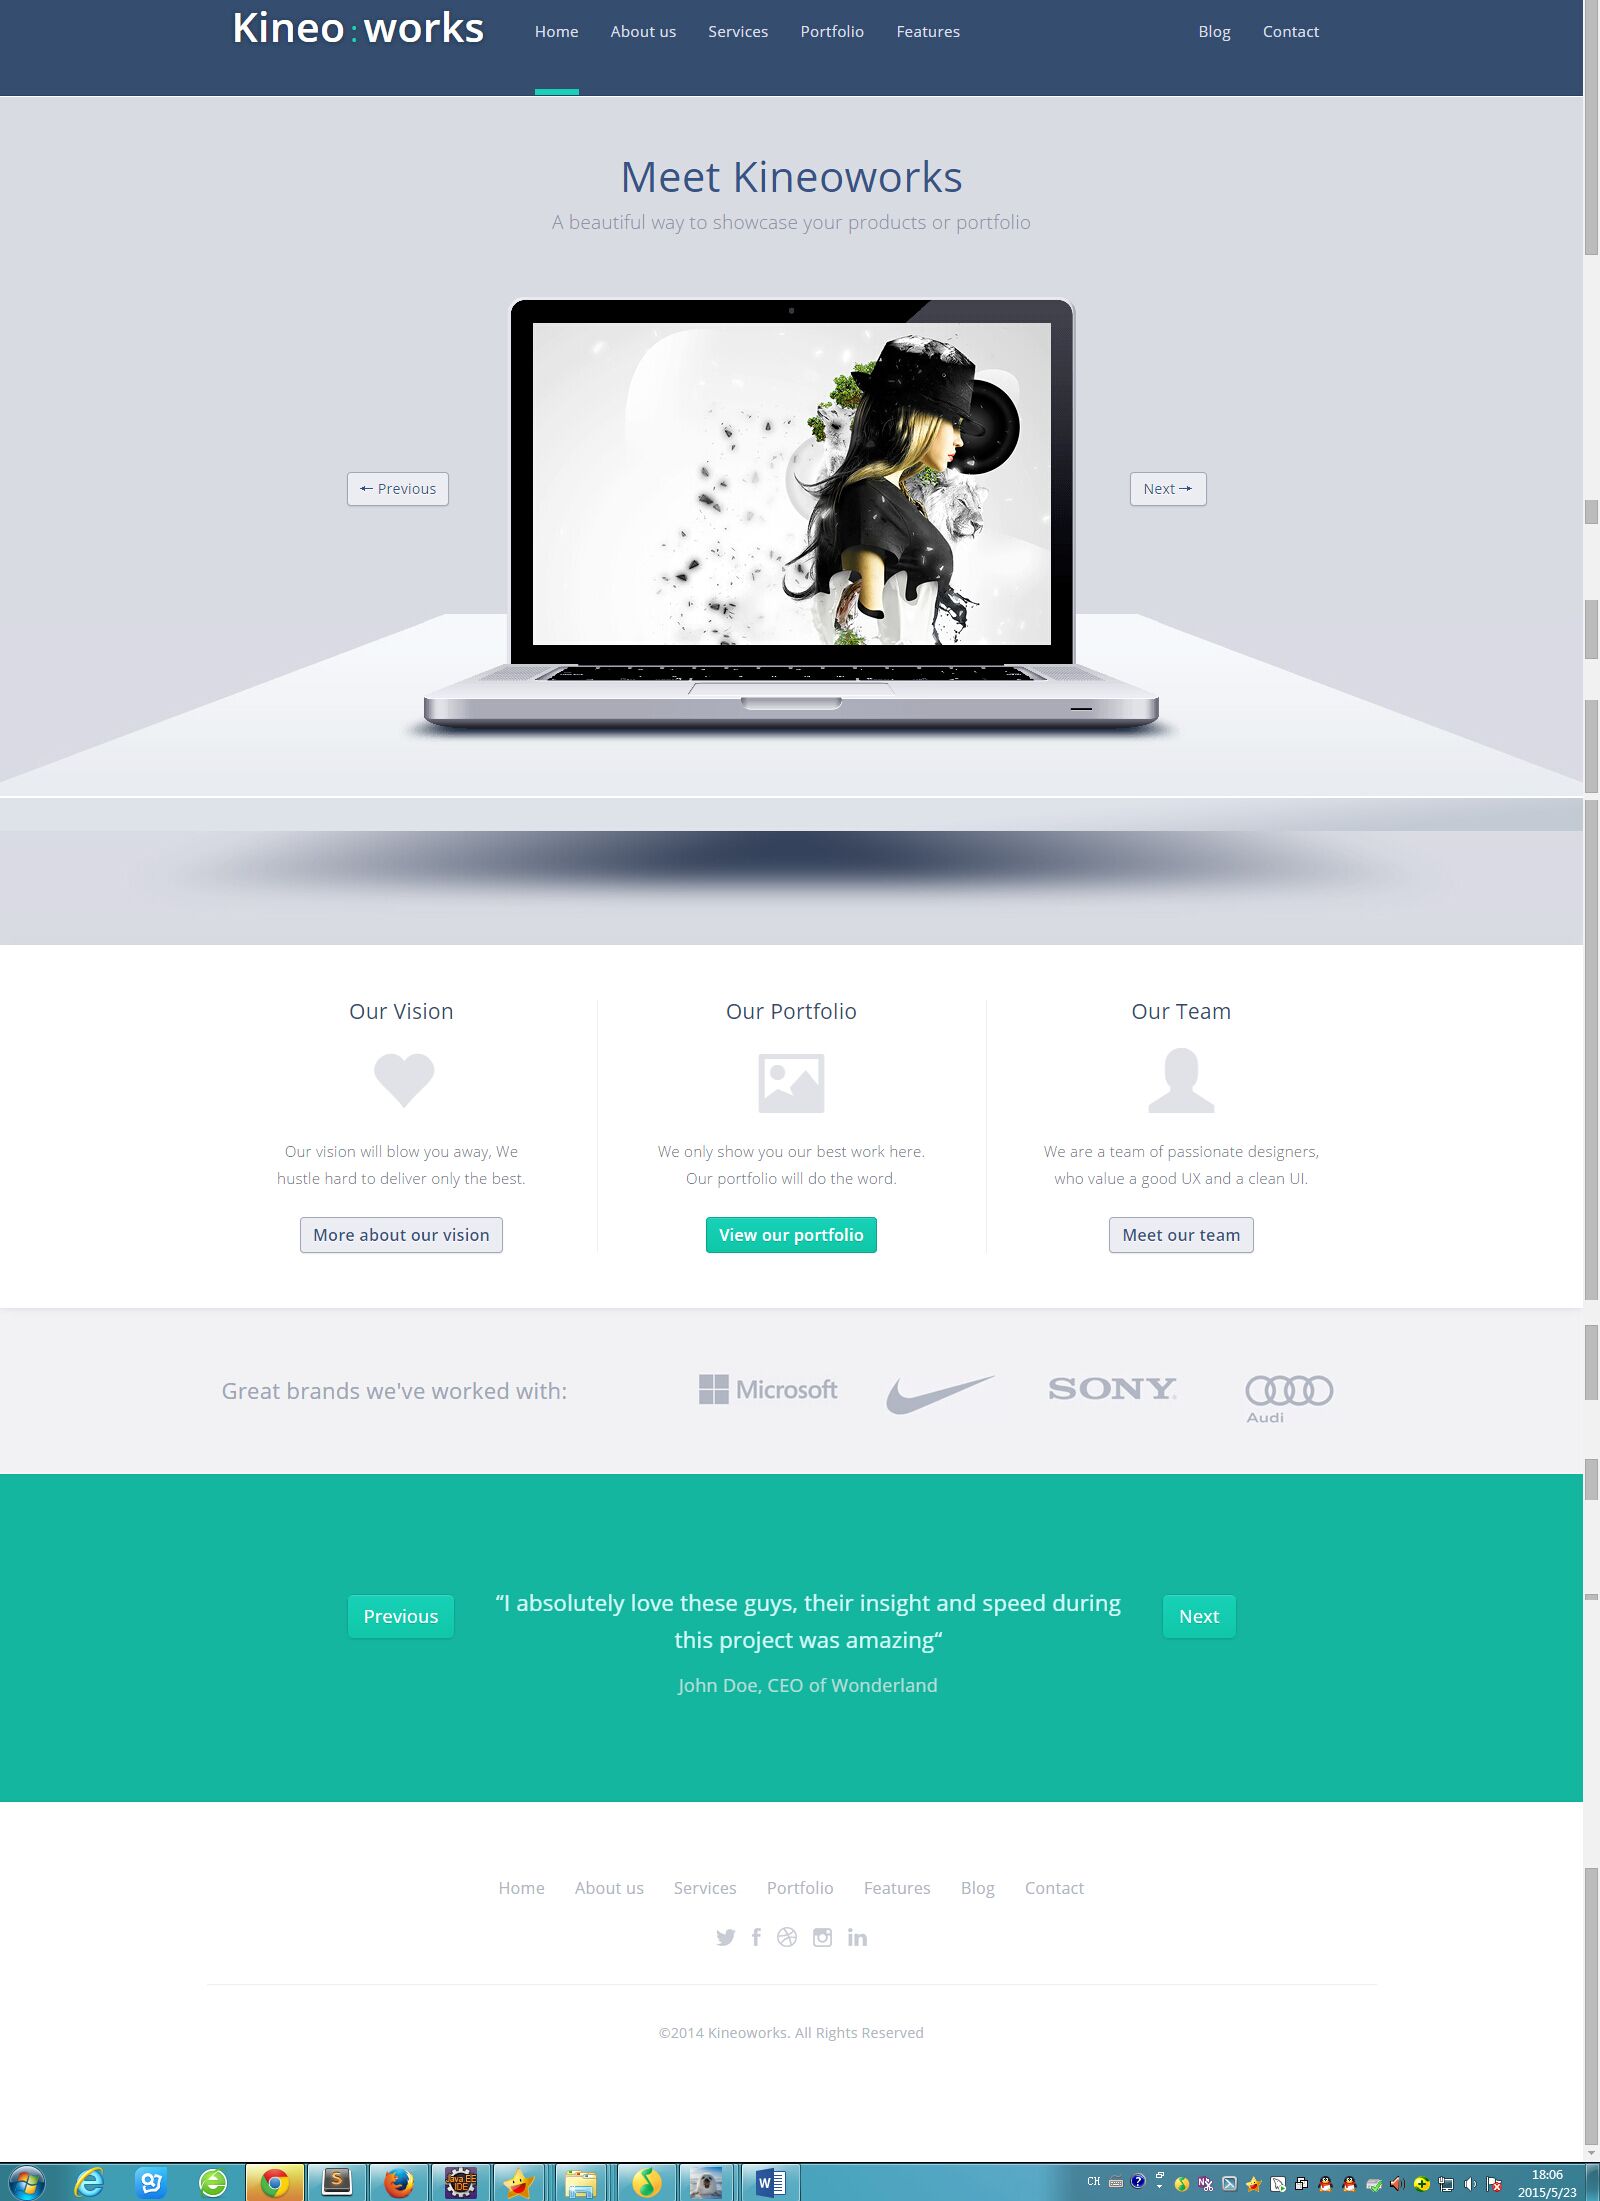 Kineo:works
Home About us Services Portfolio Features Blog Contact
Meet Kineoworks
A beautiful way to showcase your products or portfolio
← Previous
Next →
Our Vision
Our vision will blow you away, We
hustle hard to deliver only the best.
More about our vision
Our Portfolio
We only show you our best work here.
Our portfolio will do the word.
View our portfolio
Our Team
We are a team of passionate designers,
who value a good UX and a clean UI.
Meet our team
Great brands we've worked with:
Microsoft
SONY
Audi
Previous
“I absolutely love these guys, their insight and speed during
this project was amazing“
John Doe, CEO of Wonderland
Next
Home About us Services Portfolio Features Blog Contact
©2014 Kineoworks. All Rights Reserved
Java EE
IDE
CH
18:06
2015/5/23